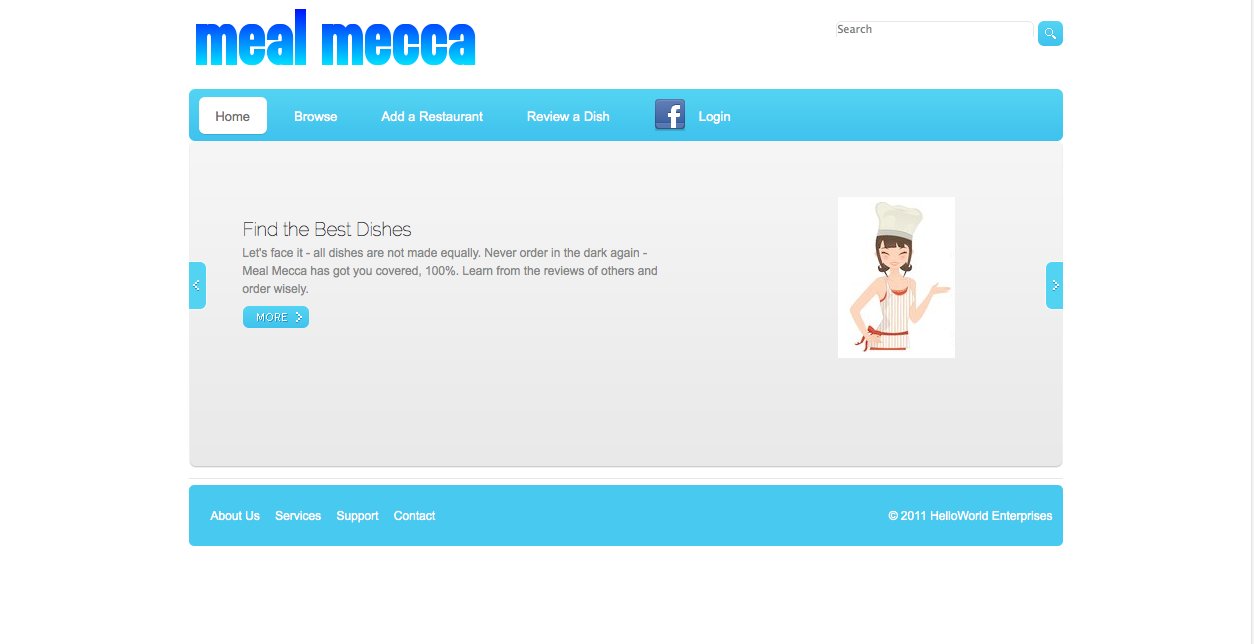 meal mecca
Search
Home
Browse
Add a Restaurant
Review a Dish
f
Login
Find the Best Dishes
Let's face it - all dishes are not made equally. Never order in the dark again -
Meal Mecca has got you covered, 100%. Learn from the reviews of others and
order wisely.
MORE
About Us
Services
Support
Contact
© 2011 HelloWorld Enterprises